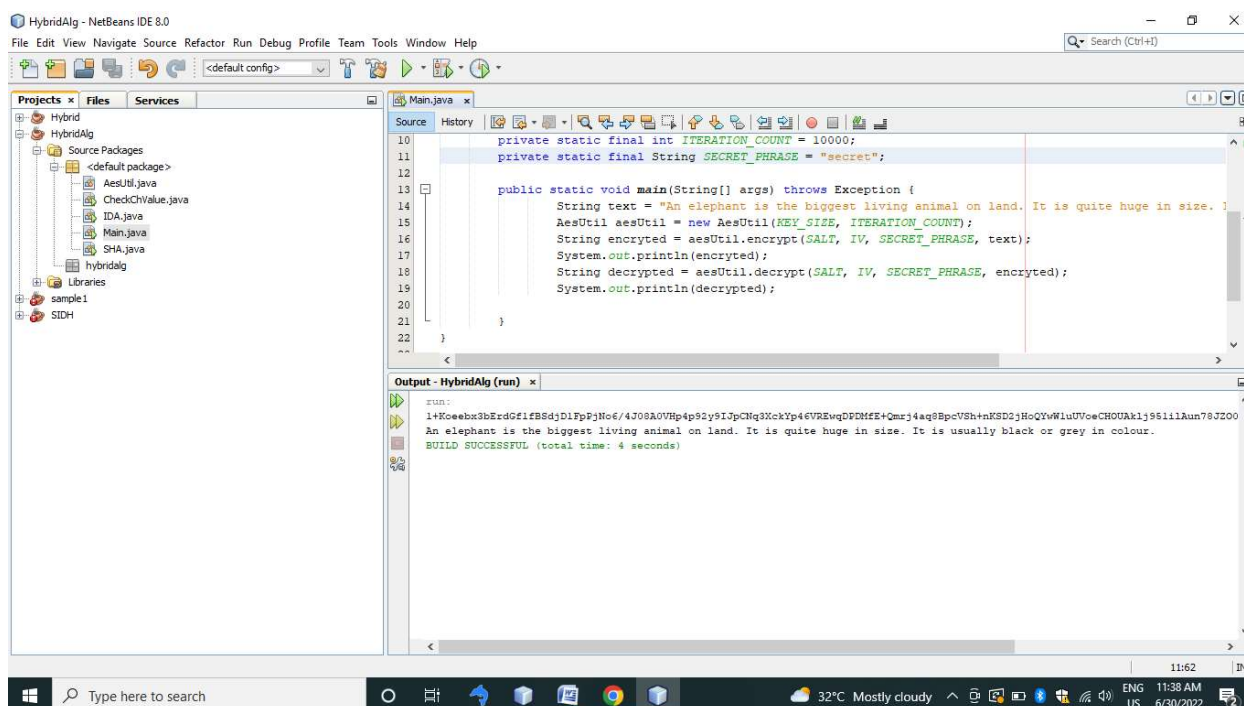 HybridAlg - NetBeans IDE 8.0
File Edit View Navigate Source Refactor Run Debug Profile Team Tools Window Help
Search (Ctrl+I)
<default config>
Projects Files Services
Hybrid
HybridAlg
Source Packages
<default package>
AesUtil.java
CheckChValue.java
IDA.java
Main.java
SHA.java
hybridalg
Libraries
sample1
SIDH
Main.java
Source History
10 private static final int ITERATION_COUNT = 10000;
11 private static final String SECRET_PHRASE = "secret";
12
13 public static void main(String[] args) throws Exception {
14 String text = "An elephant is the biggest living animal on land. It is quite huge in size.
15 AesUtil aesUtil = new AesUtil(KEY_SIZE, ITERATION_COUNT);
16 String encryted = aesUtil.encrypt(SALT, IV, SECRET_PHRASE, text);
17 System.out.println(encryted);
18 String decrypted = aesUtil.decrypt(SALT, IV, SECRET_PHRASE, encryted);
19 System.out.println(decrypted);
20
21 }
22 }
Output - HybridAlg (run)
run:
An elephant is the biggest living animal on land. It is quite huge in size. It is usually black or grey in colour.
BUILD SUCCESSFUL (total time: 4 seconds)
11:62
Type here to search
32°C Mostly cloudy
ENG 11:38 AM
US 6/30/2022
2